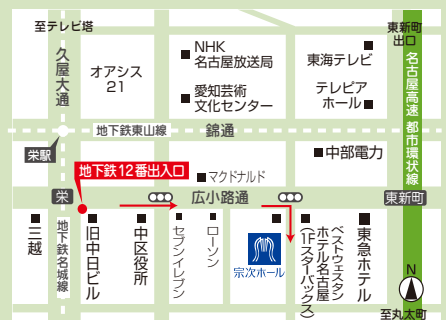 至テレビ塔
東新町
出口
久屋大通
オアシス
21
NHK
名古屋放送局
愛知芸術
文化センター
東海テレビ
テレピア
ホール
名古屋高速 都市環状線
地下鉄東山線
錦通
栄駅
中部電力
地下鉄12番出入口
マクドナルド
栄
広小路通
東新町
三越
地下鉄名城線
旧中日ビル
中区役所
セブンイレブン
ローソン
宗次ホール
ベストウェスタン
ホテル名古屋
(1Fスターバックス)
東急ホテル
N
至丸太町